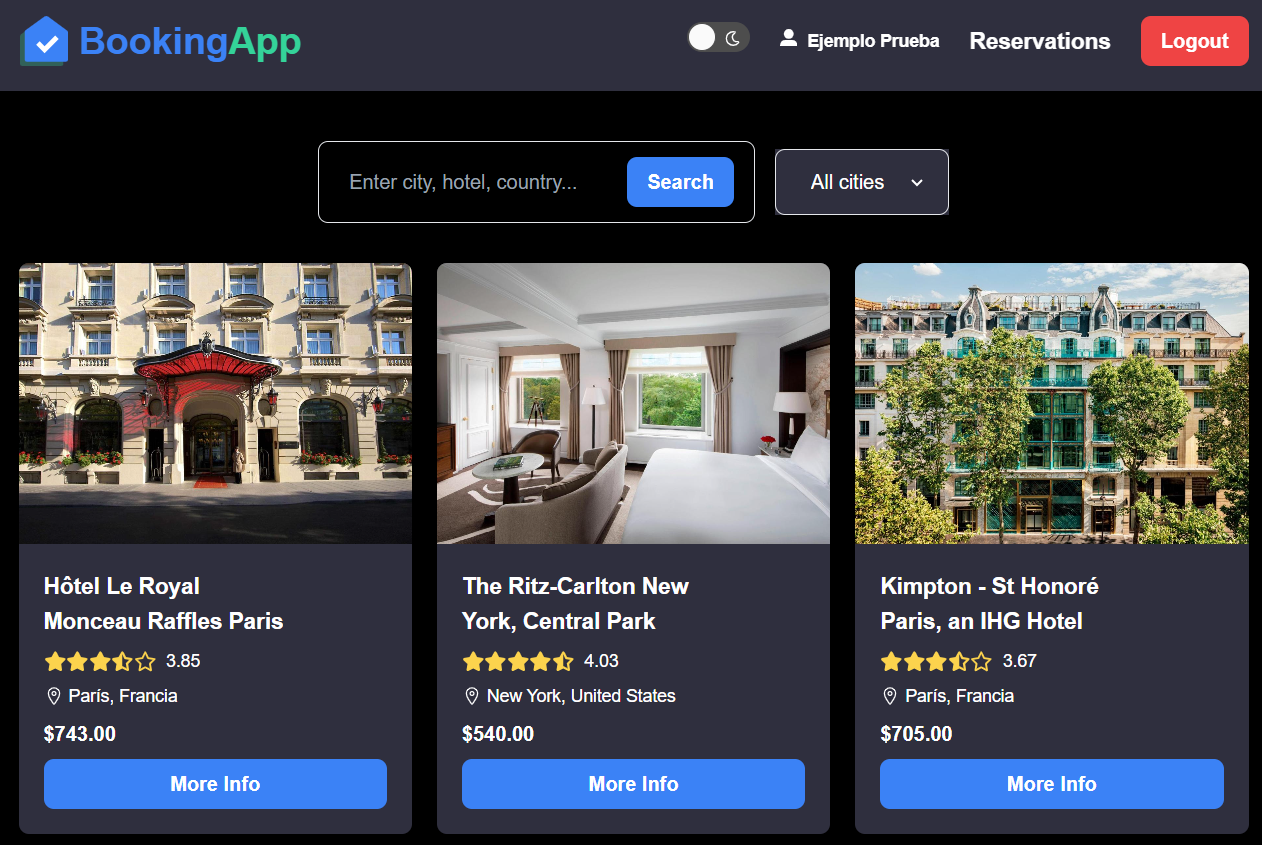 BookingApp
Ejemplo Prueba
Reservations
Logout
Enter city, hotel, country...
Search
All cities
Hôtel Le Royal
Monceau Raffles Paris
3.85
París, Francia
$743.00
More Info
The Ritz-Carlton New
York, Central Park
4.03
New York, United States
$540.00
More Info
Kimpton - St Honoré
Paris, an IHG Hotel
3.67
París, Francia
$705.00
More Info